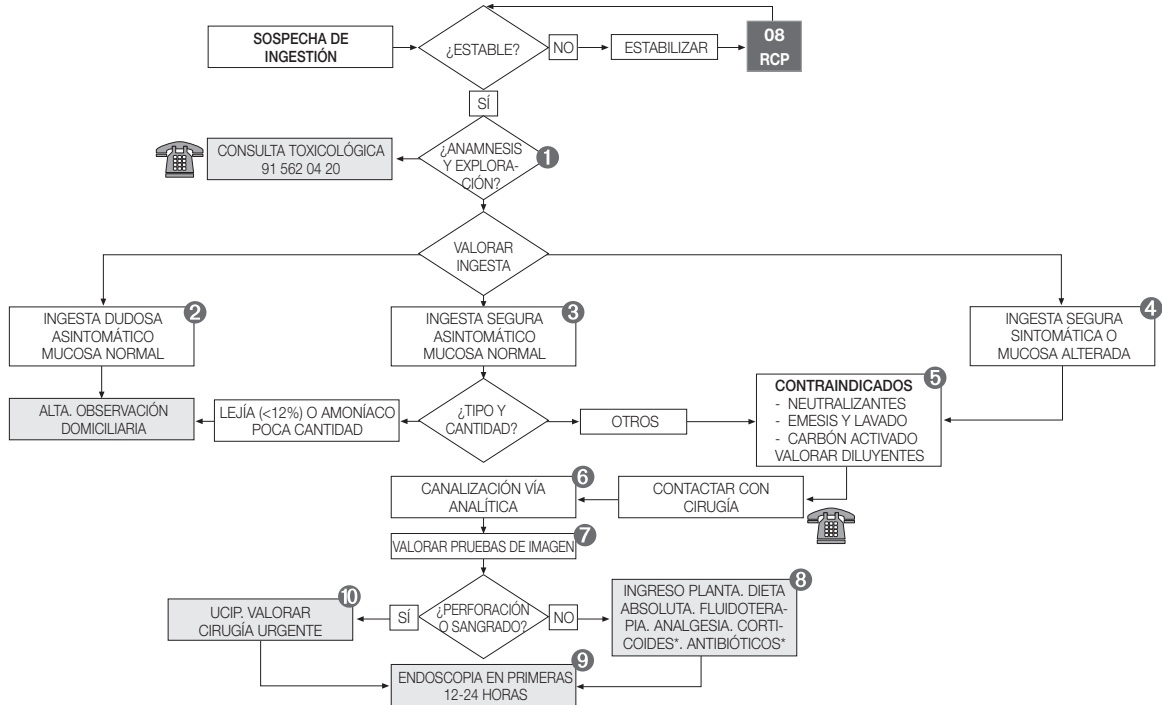 SOSPECHA DE
INGESTIÓN
¿ESTABLE?
NO
ESTABILIZAR
08
RCP
SÍ
CONSULTA TOXICOLÓGICA
91 562 04 20
¿ANAMNESIS
Y EXPLORA-
CIÓN?
1
VALORAR
INGESTA
2
INGESTA DUDOSA
ASINTOMÁTICO
MUCOSA NORMAL
3
INGESTA SEGURA
ASINTOMÁTICO
MUCOSA NORMAL
4
INGESTA SEGURA
SINTOMÁTICA O
MUCOSA ALTERADA
ALTA. OBSERVACIÓN
DOMICILIARIA
LEJÍA (<12%) O AMONÍACO
POCA CANTIDAD
¿TIPO Y
CANTIDAD?
OTROS
5
CONTRAINDICADOS
- NEUTRALIZANTES
- EMESIS Y LAVADO
- CARBÓN ACTIVADO
VALORAR DILUYENTES
6
CANALIZACIÓN VÍA
ANALÍTICA
CONTACTAR CON
CIRUGÍA
7
VALORAR PRUEBAS DE IMAGEN
10
UCIP. VALORAR
CIRUGÍA URGENTE
SÍ
¿PERFORACIÓN
O SANGRADO?
NO
8
INGRESO PLANTA. DIETA
ABSOLUTA. FLUIDOTERA-
PIA. ANALGESIA. CORTI-
COIDES*. ANTIBIÓTICOS*
9
ENDOSCOPIA EN PRIMERAS
12-24 HORAS